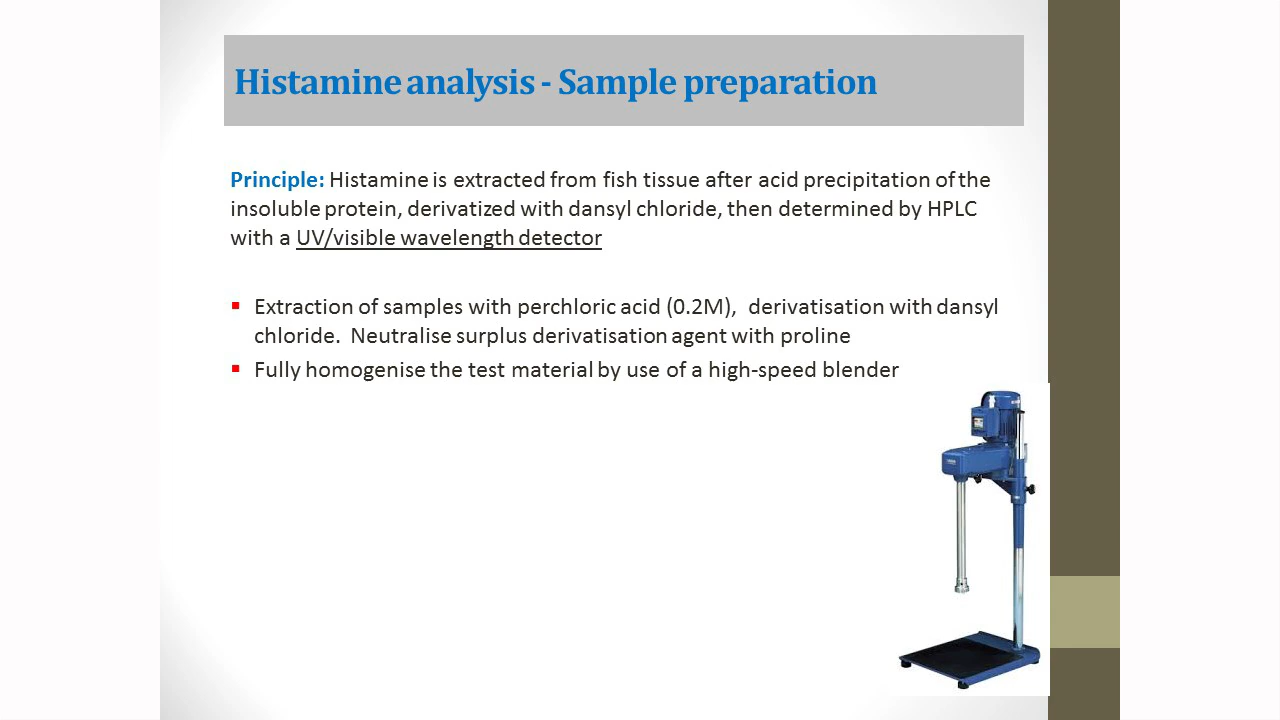 Histamine analysis - Sample preparation
Principle: Histamine is extracted from fish tissue after acid precipitation of the
insoluble protein, derivatized with dansyl chloride, then determined by HPLC
with a UV/visible wavelength detector
Extraction of samples with perchloric acid (0.2M), derivatisation with dansyl
chloride. Neutralise surplus derivatisation agent with proline
Fully homogenise the test material by use of a high-speed blender